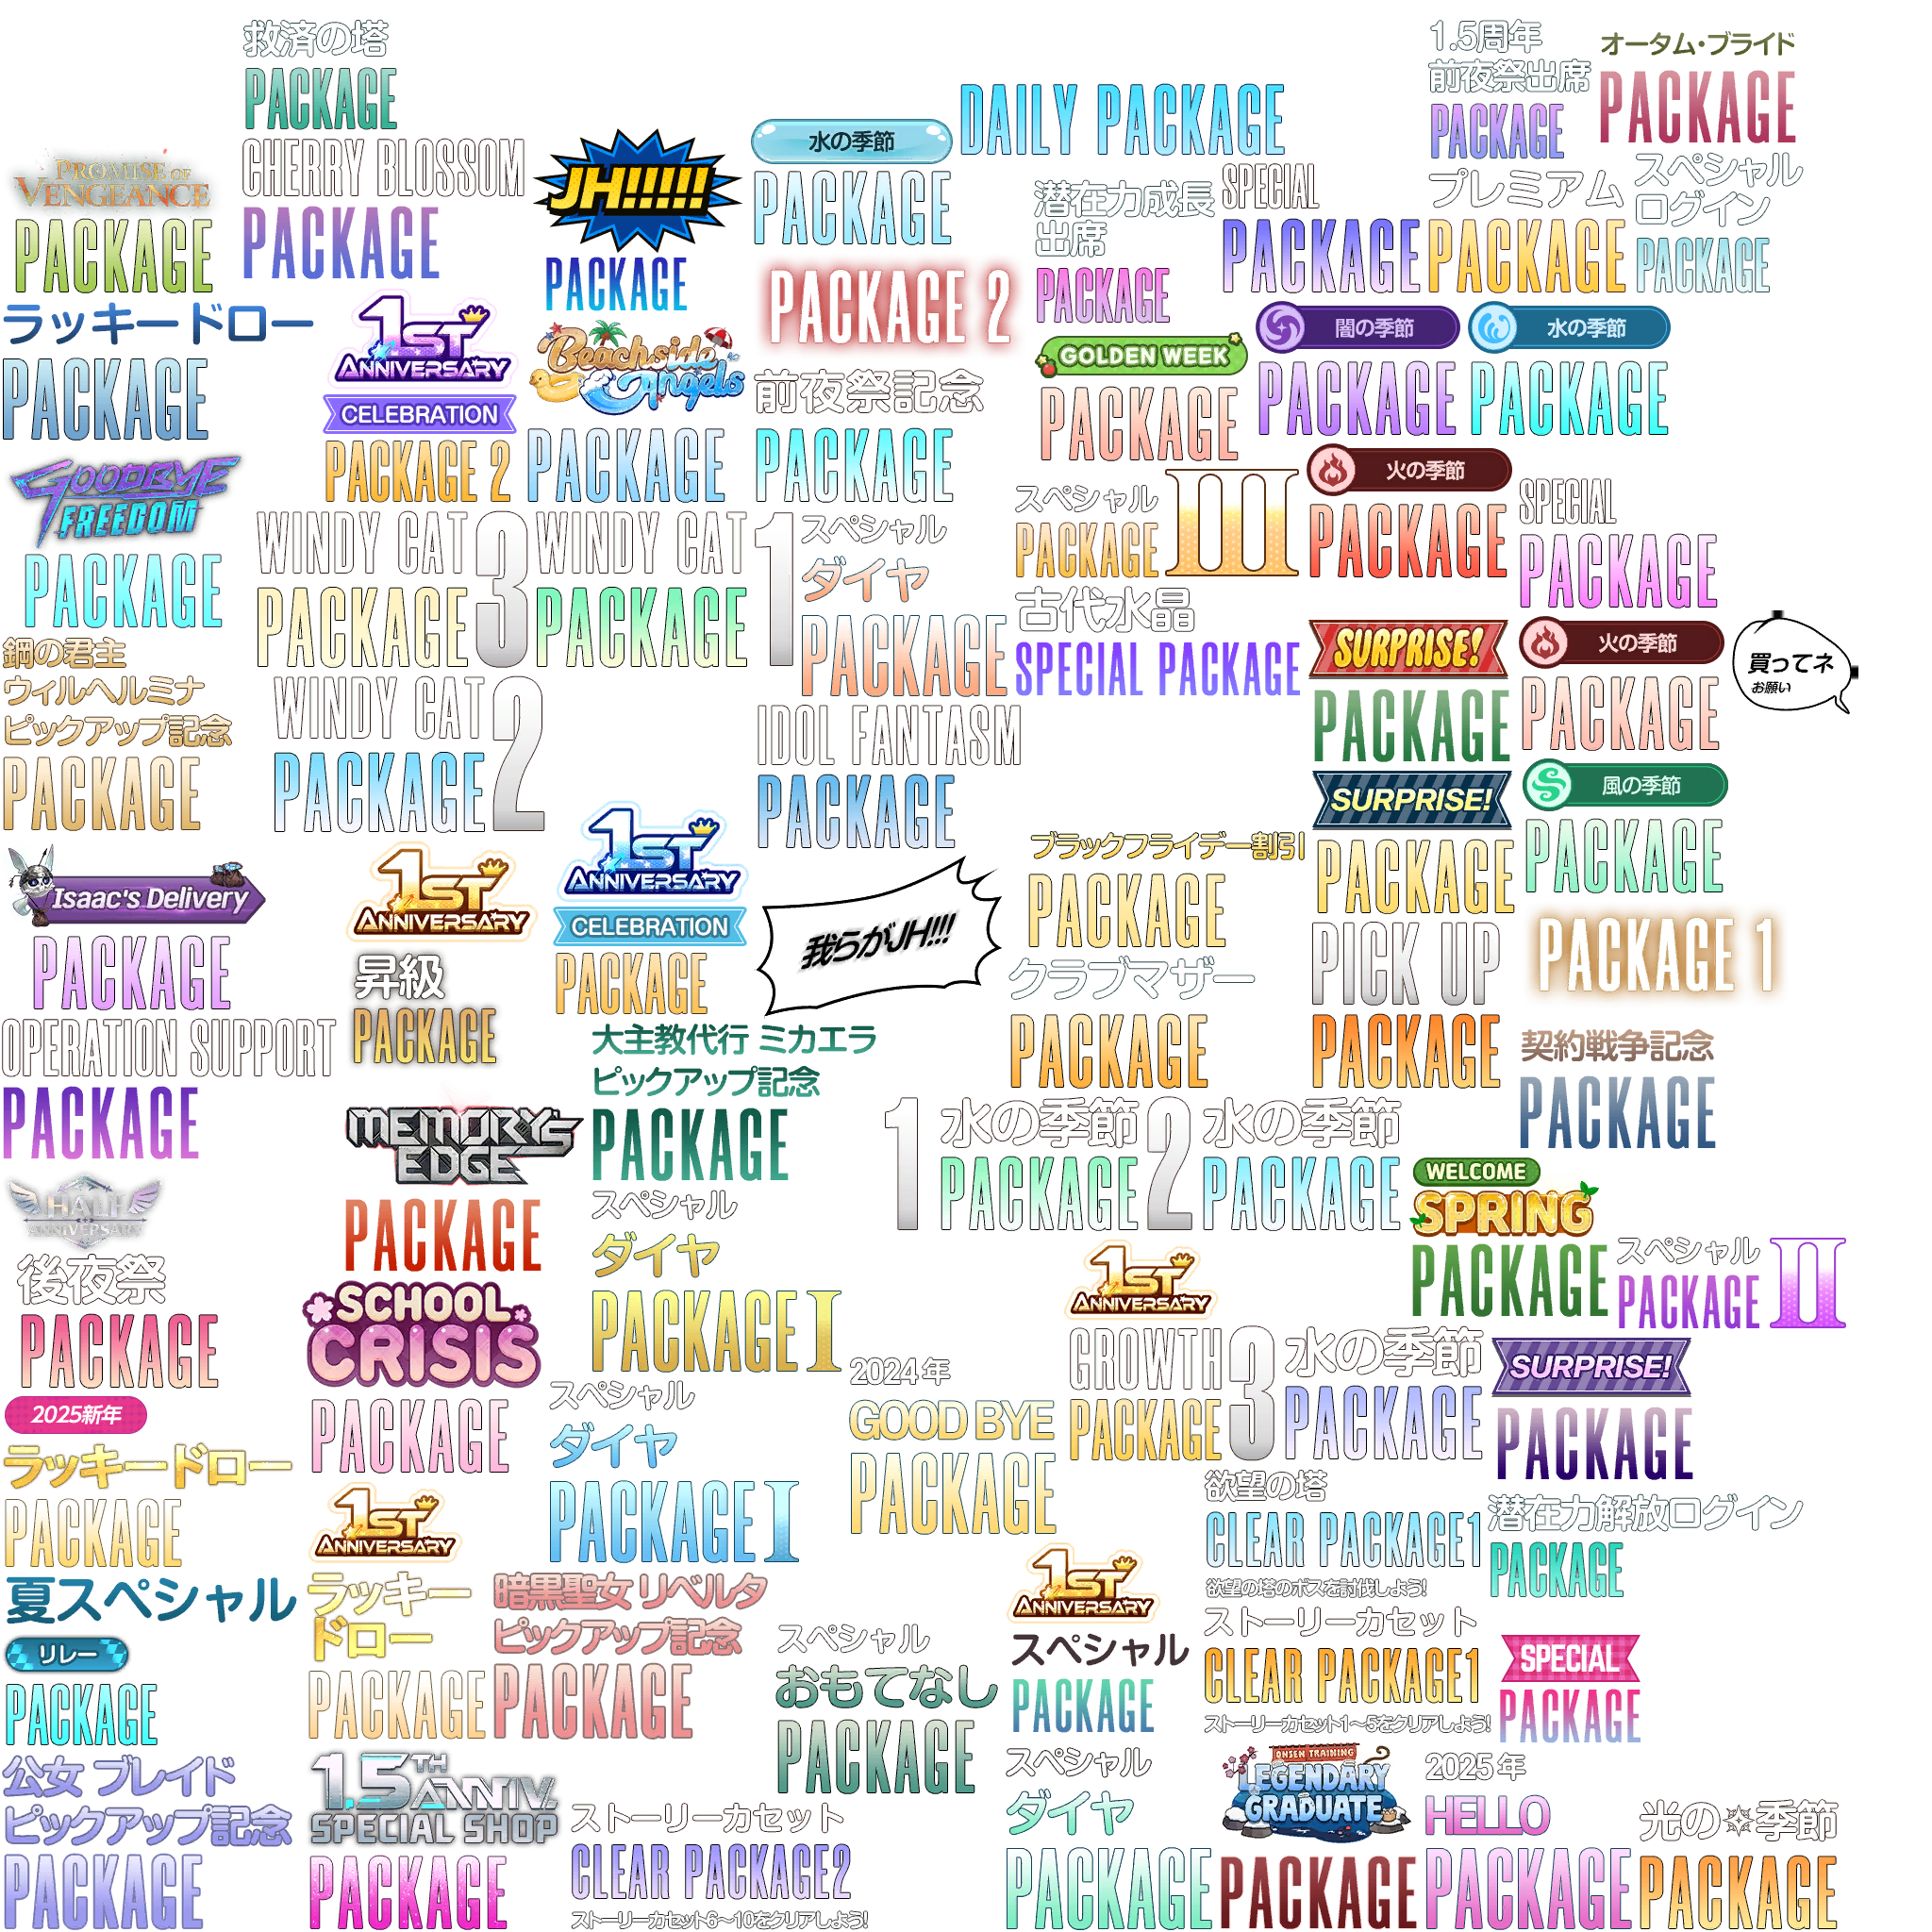 救済の塔
PACKAGE
CHERRY BLOSSOM
PACKAGE
PROMISE OF
VENGEANCE
PACKAGE
JH!!!!!
PACKAGE
水の季節
PACKAGE
DAILY PACKAGE
1.5周年
前夜祭出席
PACKAGE
オータム・ブライド
PACKAGE
潜在力成長
出席
PACKAGE
SPECIAL
PACKAGE
プレミアム
PACKAGE
スペシャル
ログイン
PACKAGE
PACKAGE 2
ラッキードロー
PACKAGE
1ST
ANNIVERSARY
CELEBRATION
PACKAGE 2
Beachside
Angels
PACKAGE
前夜祭記念
PACKAGE
GOLDEN WEEK
PACKAGE
闇の季節
PACKAGE
水の季節
PACKAGE
GOODBYE
FREEDOM
PACKAGE
WINDY CAT
PACKAGE
3
WINDY CAT
PACKAGE
1
スペシャル
ダイヤ
PACKAGE
スペシャル
PACKAGE
III
火の季節
PACKAGE
SPECIAL
PACKAGE
古代水晶
SPECIAL PACKAGE
鋼の君主
ウィルヘルミナ
ピックアップ記念
PACKAGE
WINDY CAT
PACKAGE
2
IDOL FANTASM
PACKAGE
SURPRISE!
PACKAGE
火の季節
PACKAGE
買ってネ
お願い
SURPRISE!
PACKAGE
風の季節
PACKAGE
Isaac's Delivery
PACKAGE
1ST
ANNIVERSARY
昇級
PACKAGE
1ST
ANNIVERSARY
CELEBRATION
PACKAGE
我らがJH!!!
ブラックフライデー割引
PACKAGE
クラブマザー
PACKAGE
PICK UP
PACKAGE
PACKAGE 1
OPERATION SUPPORT
PACKAGE
MEMORY'S
EDGE
PACKAGE
大主教代行 ミカエラ
ピックアップ記念
PACKAGE
契約戦争記念
PACKAGE
1
水の季節
PACKAGE
2
水の季節
PACKAGE
WELCOME
SPRING
PACKAGE
スペシャル
PACKAGE
II
HALF
ANNIVERSARY
後夜祭
PACKAGE
SCHOOL
CRISIS
PACKAGE
スペシャル
ダイヤ
PACKAGE I
1ST
ANNIVERSARY
GROWTH
PACKAGE
3
水の季節
PACKAGE
SURPRISE!
PACKAGE
2025新年
ラッキードロー
PACKAGE
スペシャル
ダイヤ
PACKAGE I
2024年
GOOD BYE
PACKAGE
欲望の塔
CLEAR PACKAGE1
欲望の塔のボスを討伐しよう!
潜在力解放ログイン
PACKAGE
1ST
ANNIVERSARY
ラッキー
ドロー
PACKAGE
夏スペシャル
リレー
PACKAGE
暗黒聖女 リベルタ
ピックアップ記念
PACKAGE
スペシャル
おもてなし
PACKAGE
1ST
ANNIVERSARY
スペシャル
PACKAGE
ストーリーカセット
CLEAR PACKAGE1
ストーリーカセット1～5をクリアしよう!
SPECIAL
PACKAGE
公女 ブレイド
ピックアップ記念
PACKAGE
1.5TH
ANNIV.
SPECIAL SHOP
PACKAGE
ストーリーカセット
CLEAR PACKAGE2
ストーリーカセット6～10をクリアしよう!
スペシャル
ダイヤ
PACKAGE
ONSEN TRAINING
LEGENDARY
GRADUATE
PACKAGE
2025年
HELLO
PACKAGE
光の季節
PACKAGE